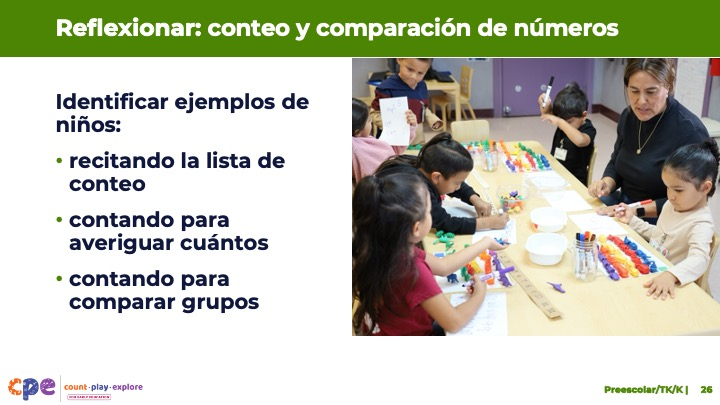 Reflexionar: conteo y comparación de números
Identificar ejemplos de
niños:
• recitando la lista de
conteo
• contando para
averiguar cuántos
• contando para
comparar grupos
cpe
count·play·explore
Preescolar/TK/K | 26